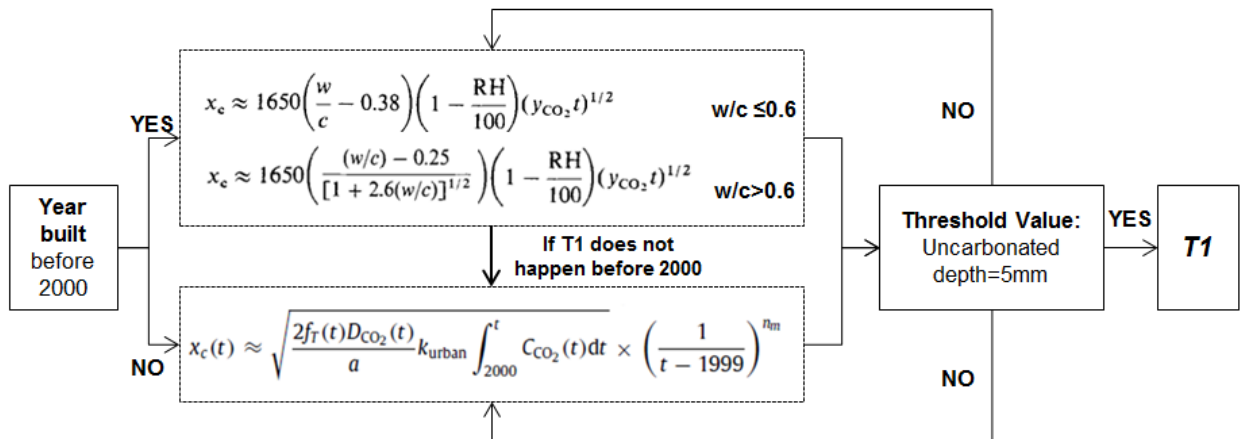 YES
x_c ≈ 1650(w/c − 0.38)(1 − RH/100)(y_CO₂ t)^1/2
w/c ≤0.6
NO
x_c ≈ 1650((w/c) − 0.25/[1 + 2.6(w/c)]^1/2)(1 − RH/100)(y_CO₂ t)^1/2
w/c>0.6
Year
built
before
2000
Threshold Value:
Uncarbonated
depth=5mm
YES
T1
If T1 does not
happen before 2000
NO
x_c(t) ≈ √(2f_T(t)D_CO₂(t)/a k_urban ∫_2000^t C_CO₂(t)dt) × (1/t − 1999)^n_m
NO